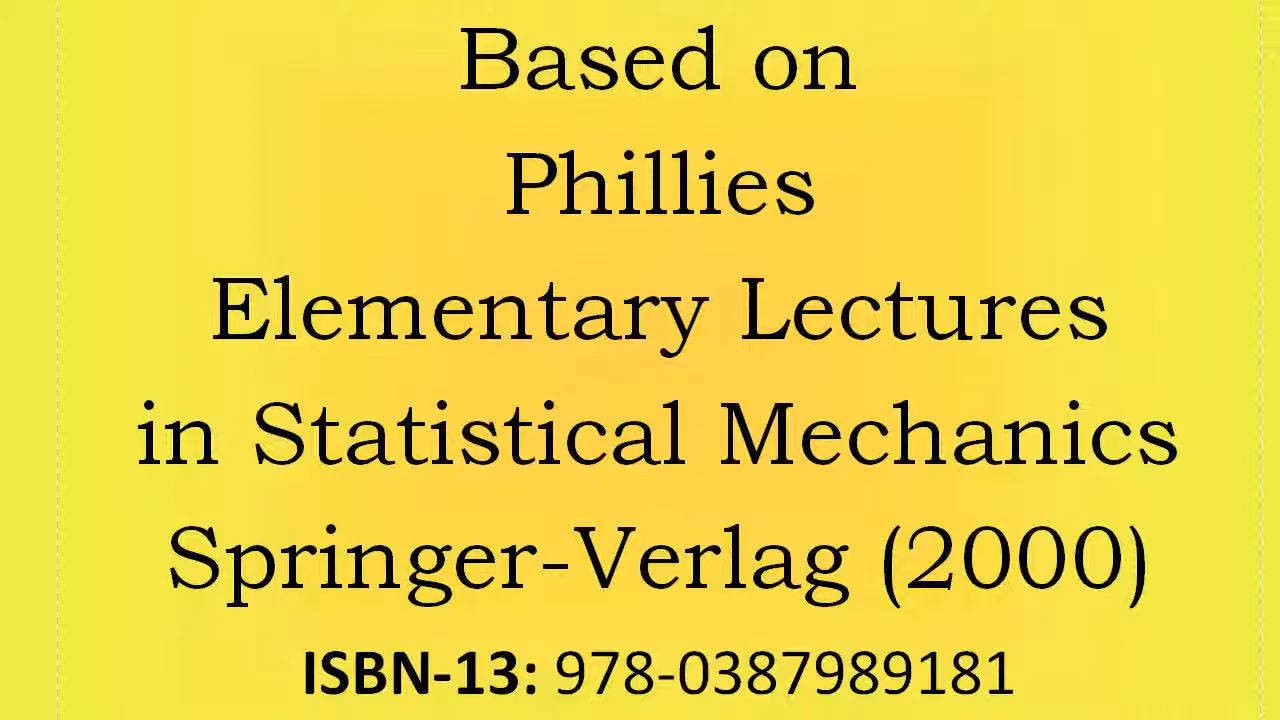 Based on
Phillies
Elementary Lectures
in Statistical Mechanics
Springer-Verlag (2000)
ISBN-13: 978-0387989181